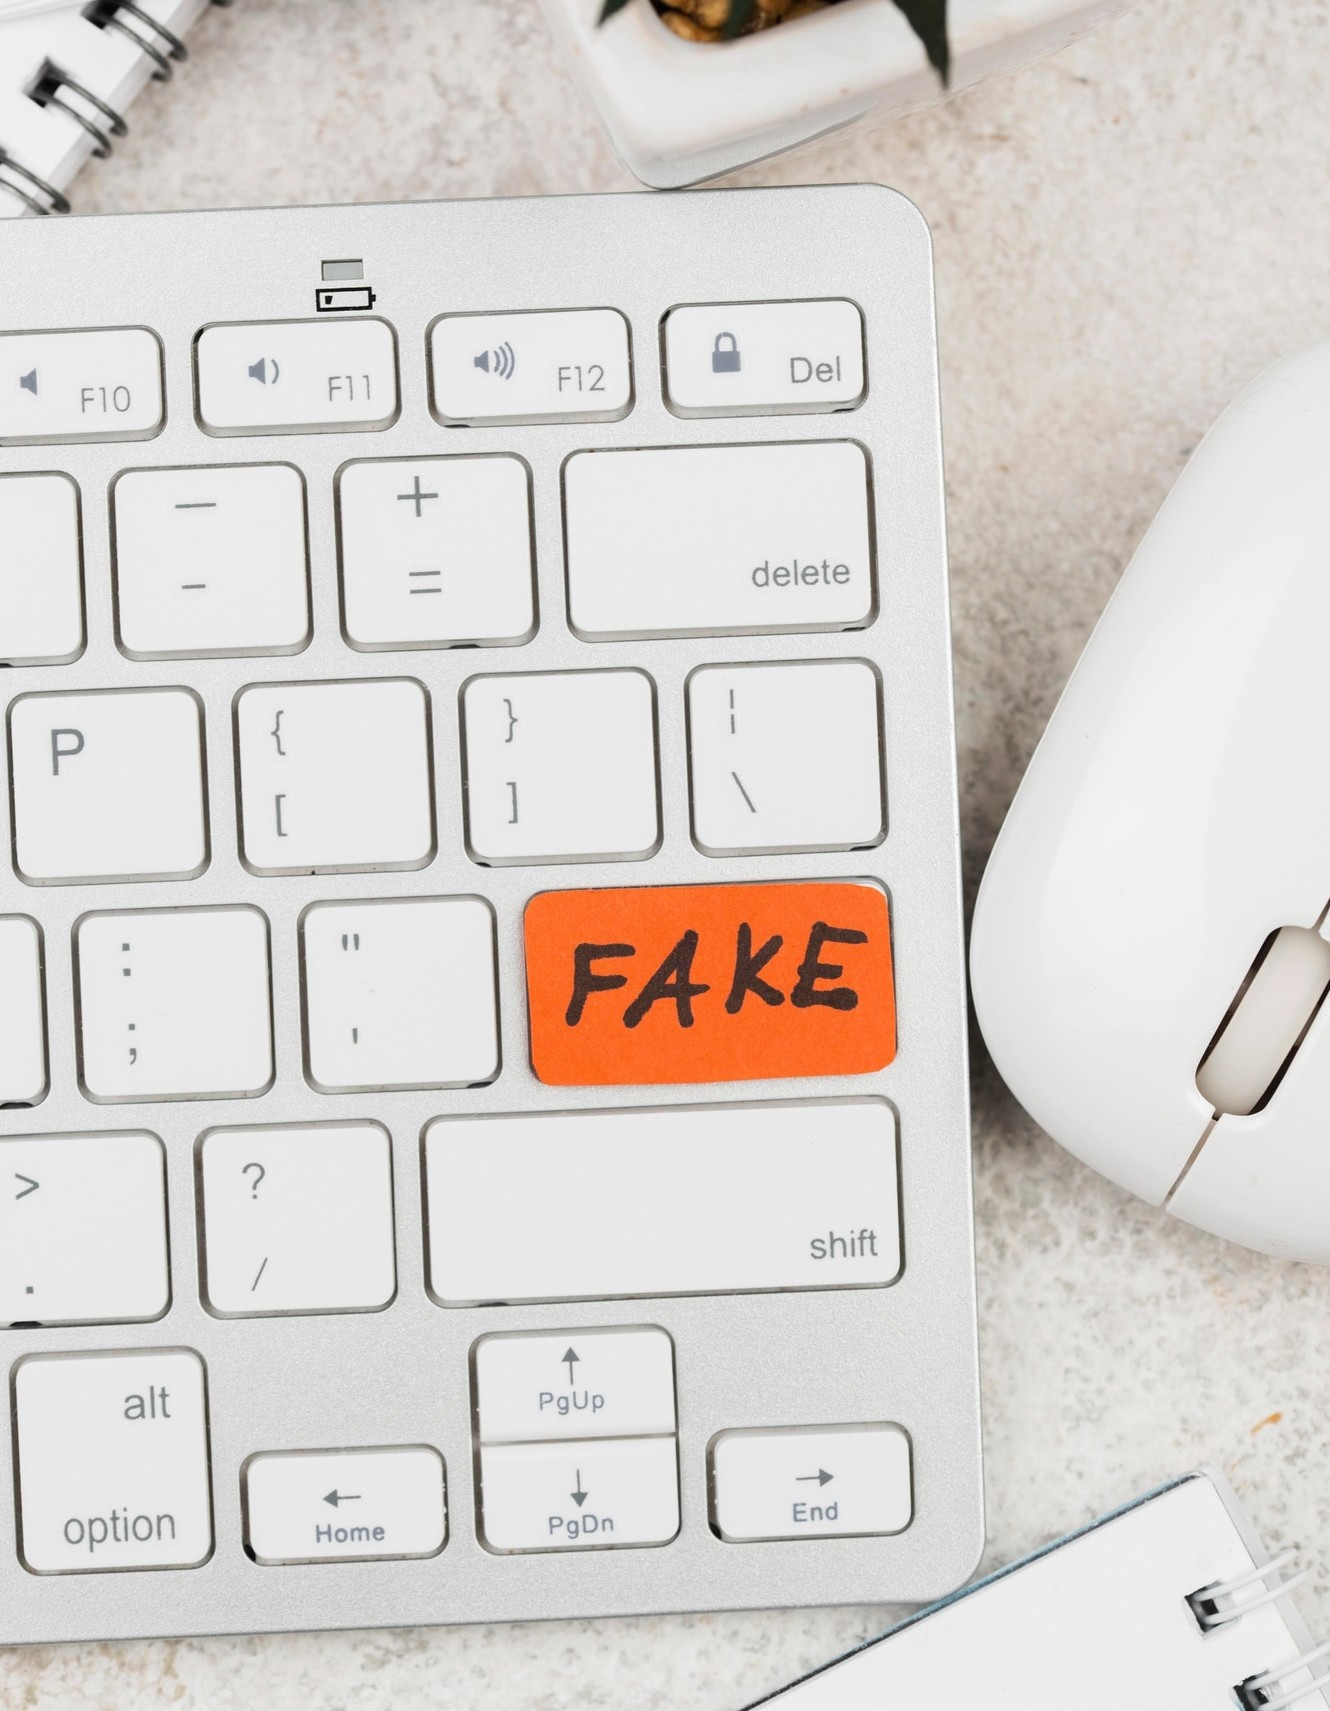 F10
F11
F12
Del
—
-
+
=
delete
P
{
[
}
]
¦
\
:
;
"
'
FAKE
>
.
?
/
shift
alt
option
←
Home
↑
PgUp
↓
PgDn
→
End